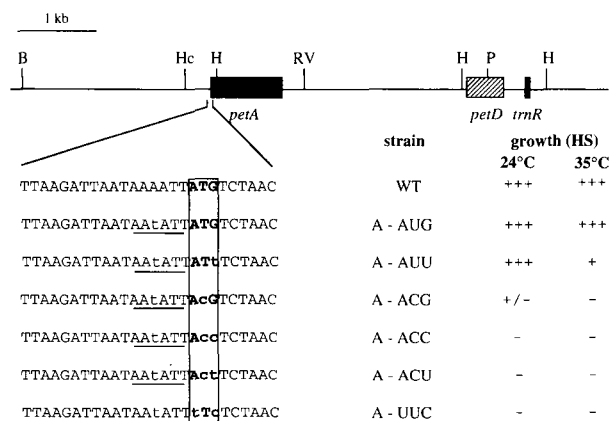 1 kb
B Hc H RV H P H
petA petD trnR
strain growth (HS)
24°C 35°C
TTAAGATTAATAAAATTATGTCTAAC WT +++ +++
TTAAGATTAATAAtATTATGTCTAAC A - AUG +++ +++
TTAAGATTAATAAtATTATtTCTAAC A - AUU +++ +
TTAAGATTAATAAtATTAcGTCTAAC A - ACG +/- -
TTAAGATTAATAAtATTAccTCTAAC A - ACC - -
TTAAGATTAATAAtATTActTCTAAC A - ACU - -
TTAAGATTAATAAtATTtTcTCTAAC A - UUC - -